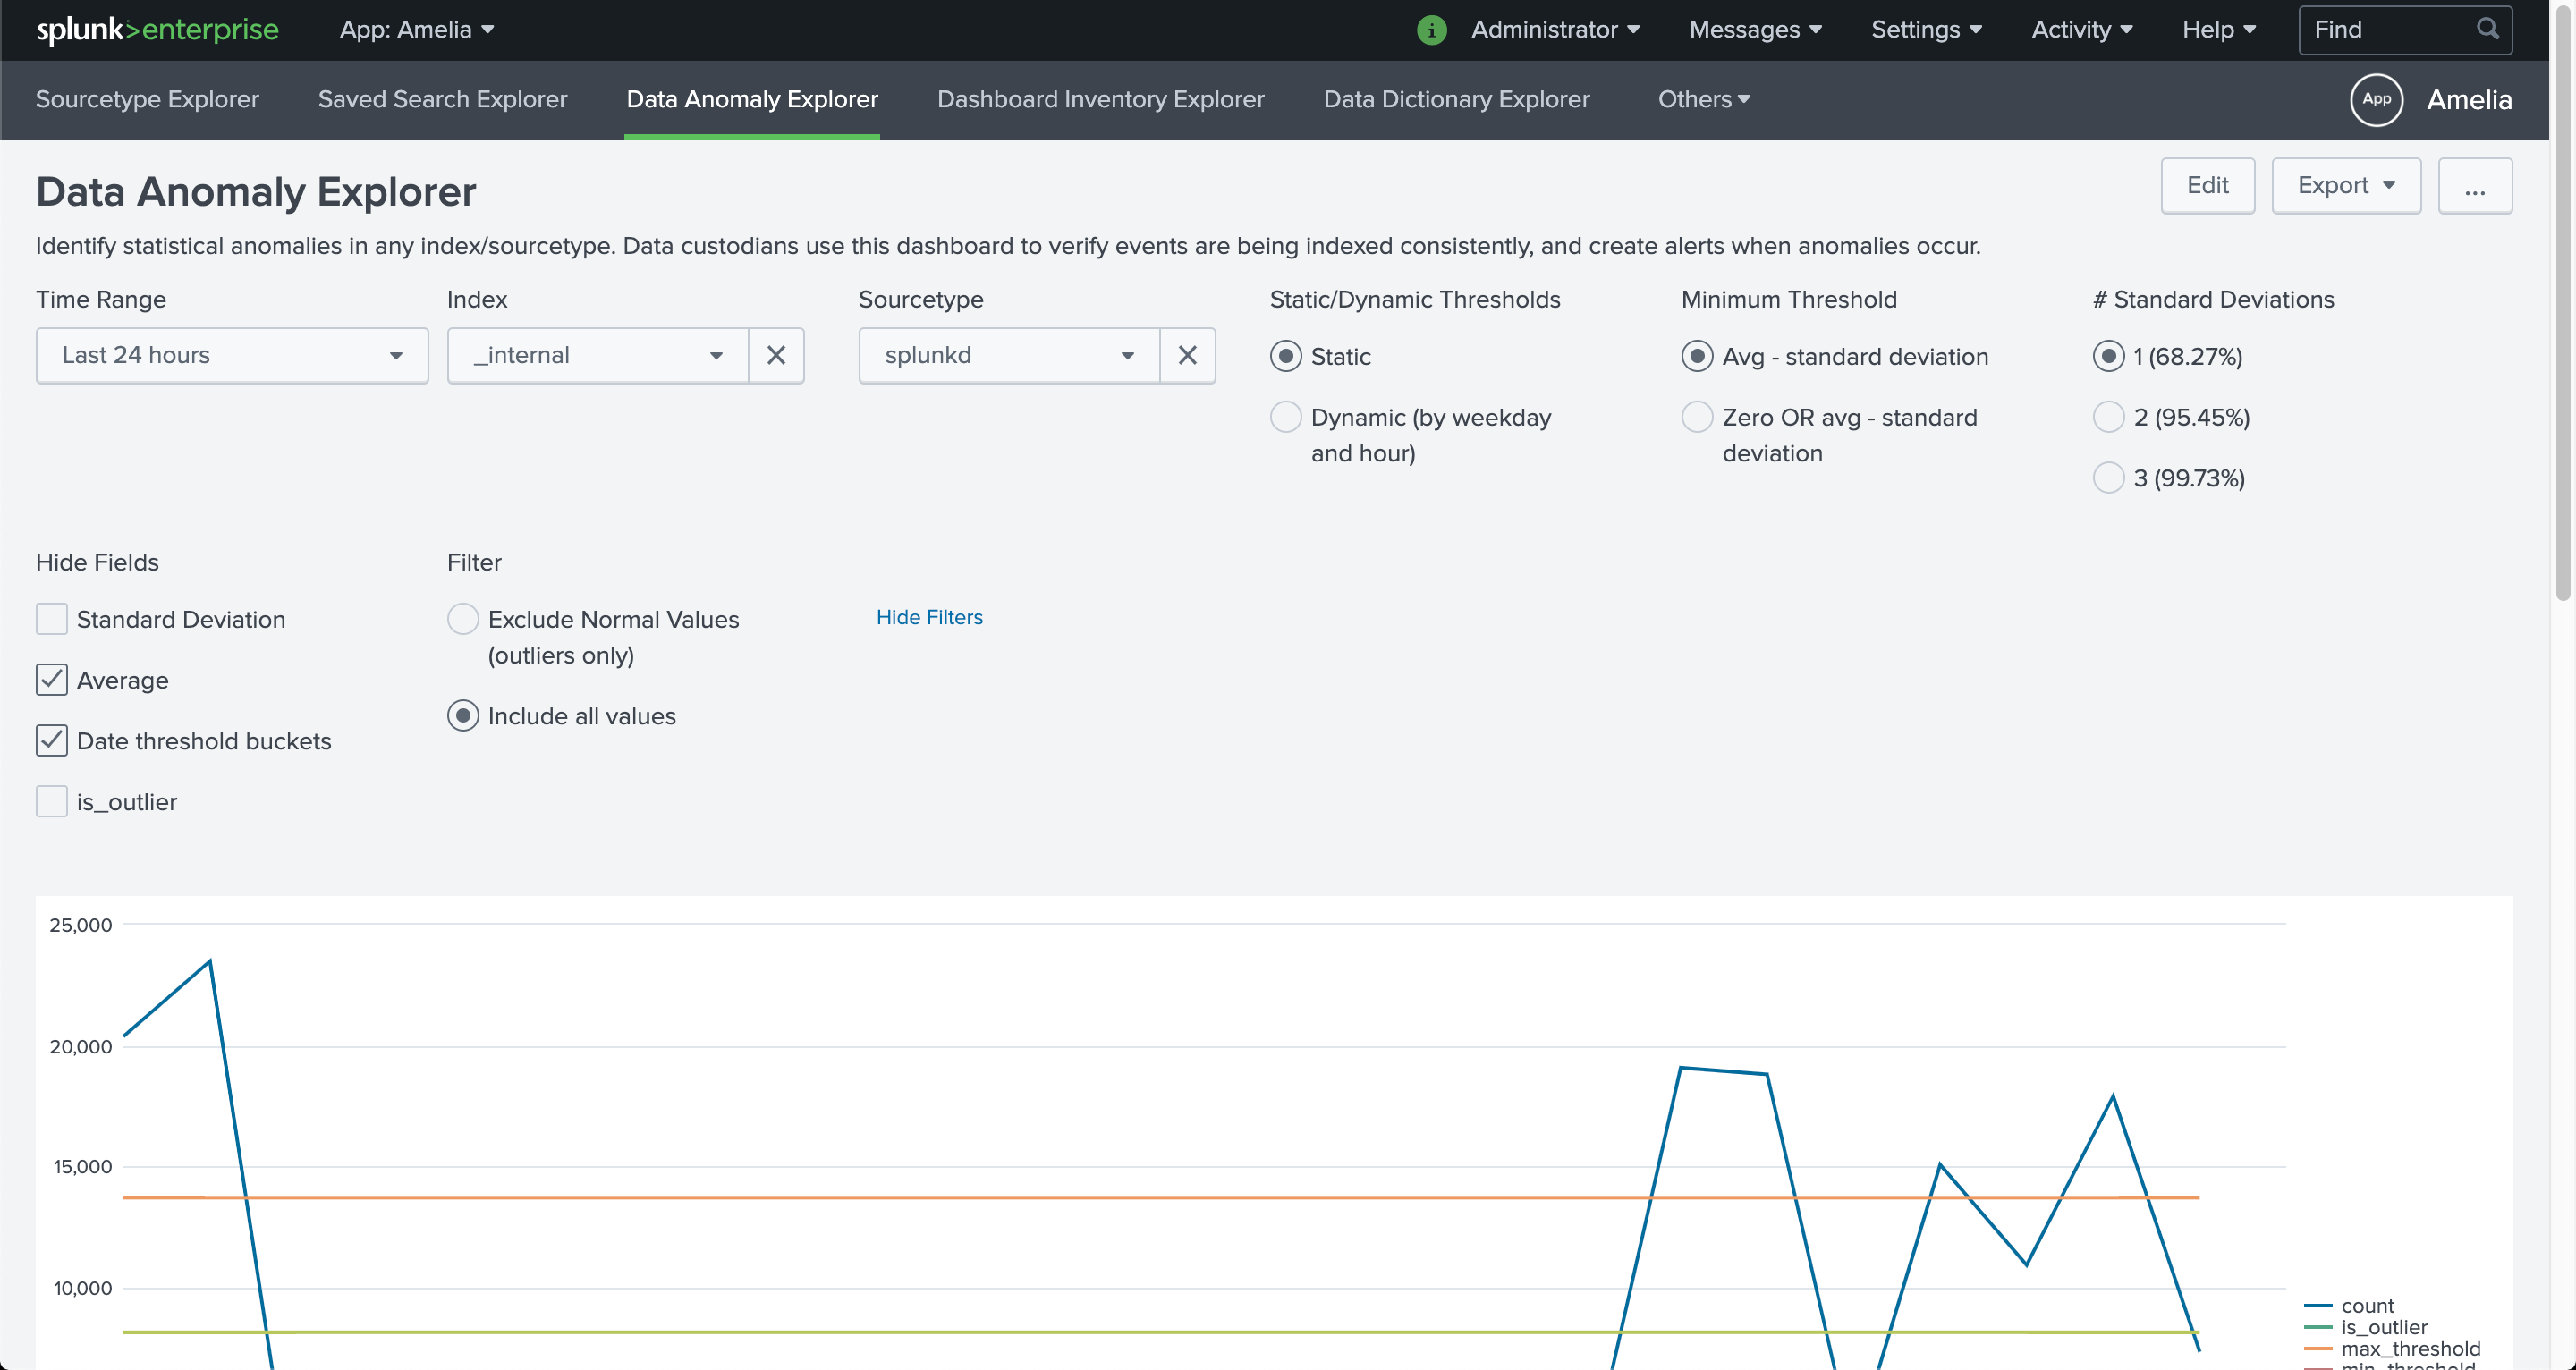 splunk>enterprise App: Amelia i Administrator Messages Settings Activity Help Find
Sourcetype Explorer Saved Search Explorer Data Anomaly Explorer Dashboard Inventory Explorer Data Dictionary Explorer Others App Amelia
Data Anomaly Explorer Edit Export ...
Identify statistical anomalies in any index/sourcetype. Data custodians use this dashboard to verify events are being indexed consistently, and create alerts when anomalies occur.
Time Range Index Sourcetype Static/Dynamic Thresholds Minimum Threshold # Standard Deviations
Last 24 hours _internal splunkd Static Avg - standard deviation 1 (68.27%)
Dynamic (by weekday Zero OR avg - standard 2 (95.45%)
and hour) deviation
3 (99.73%)
Hide Fields Filter
Standard Deviation Exclude Normal Values Hide Filters
(outliers only)
Average
Include all values
Date threshold buckets
is_outlier
25,000
20,000
15,000
10,000
count
is_outlier
max_threshold
min_threshold